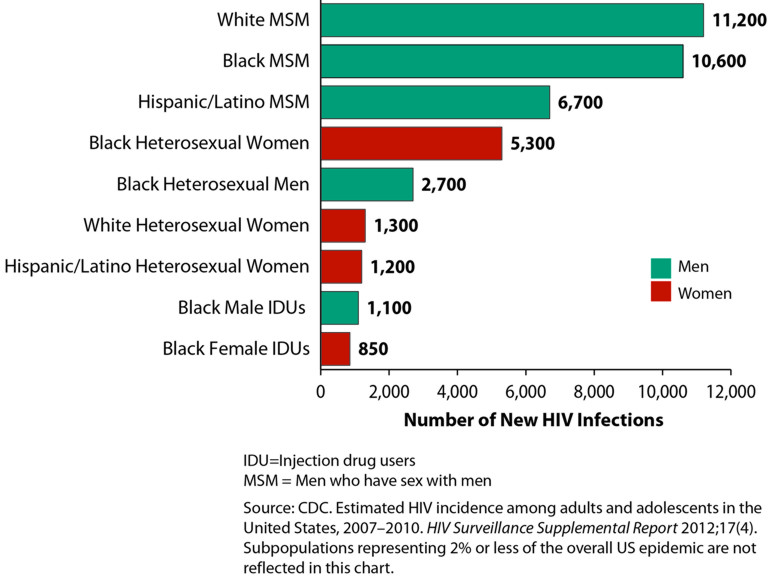 White MSM 11,200
Black MSM 10,600
Hispanic/Latino MSM 6,700
Black Heterosexual Women 5,300
Black Heterosexual Men 2,700
White Heterosexual Women 1,300
Hispanic/Latino Heterosexual Women 1,200
Black Male IDUs 1,100
Black Female IDUs 850
Men
Women
0 2,000 4,000 6,000 8,000 10,000 12,000
Number of New HIV Infections
IDU=Injection drug users
MSM = Men who have sex with men
Source: CDC. Estimated HIV incidence among adults and adolescents in the
United States, 2007–2010. HIV Surveillance Supplemental Report 2012;17(4).
Subpopulations representing 2% or less of the overall US epidemic are not
reflected in this chart.